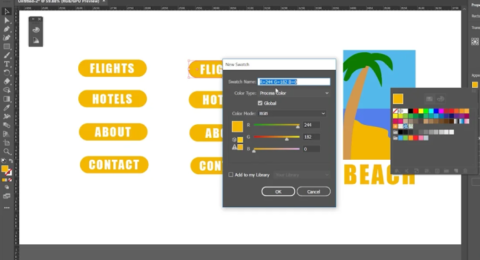 FLIGHTS
HOTELS
ABOUT
CONTACT
FLIG
HOT
ABO
CON
BEACH
New Swatch
Swatch Name: R=244 G=182 B=0
Color Type: Process Color
Global
Color Mode: RGB
R 244
G 182
B 0
Add to my Library
OK Cancel